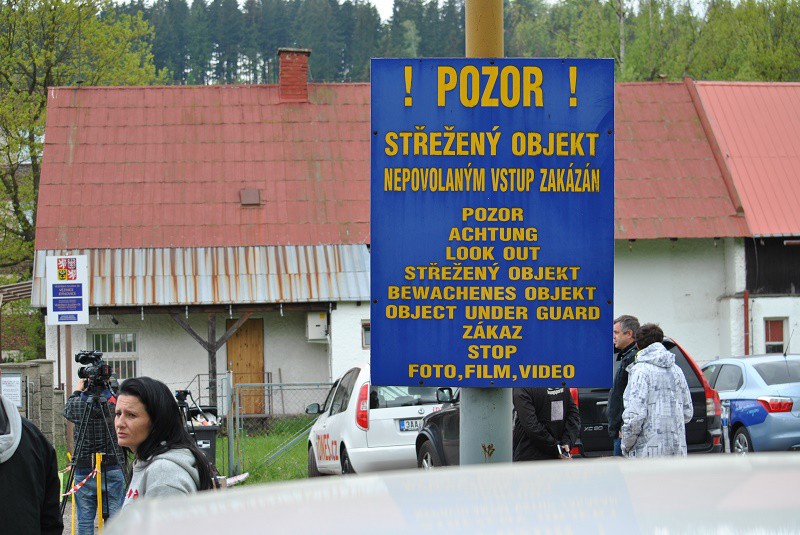 ! POZOR !
STŘEŽENÝ OBJEKT
NEPOVOLANÝM VSTUP ZAKÁZÁN
POZOR
ACHTUNG
LOOK OUT
STŘEŽENÝ OBJEKT
BEWACHENES OBJEKT
OBJECT UNDER GUARD
ZÁKAZ
STOP
FOTO,FILM,VIDEO